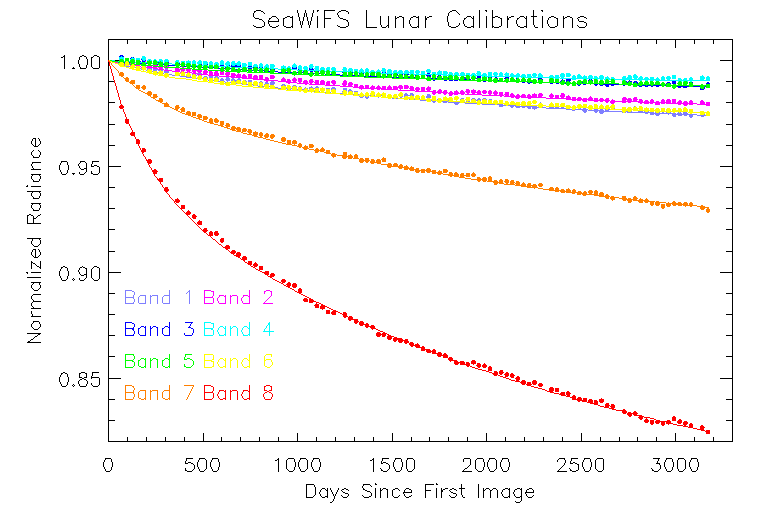 SeaWiFS Lunar Calibrations
1.00
0.95
0.90
0.85
Normalized Radiance
Band 1 Band 2
Band 3 Band 4
Band 5 Band 6
Band 7 Band 8
0 500 1000 1500 2000 2500 3000
Days Since First Image